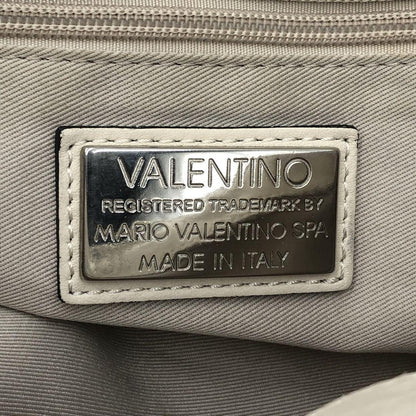 VALENTINO
REGISTERED TRADEMARK BY
MARIO VALENTINO SPA
MADE IN ITALY